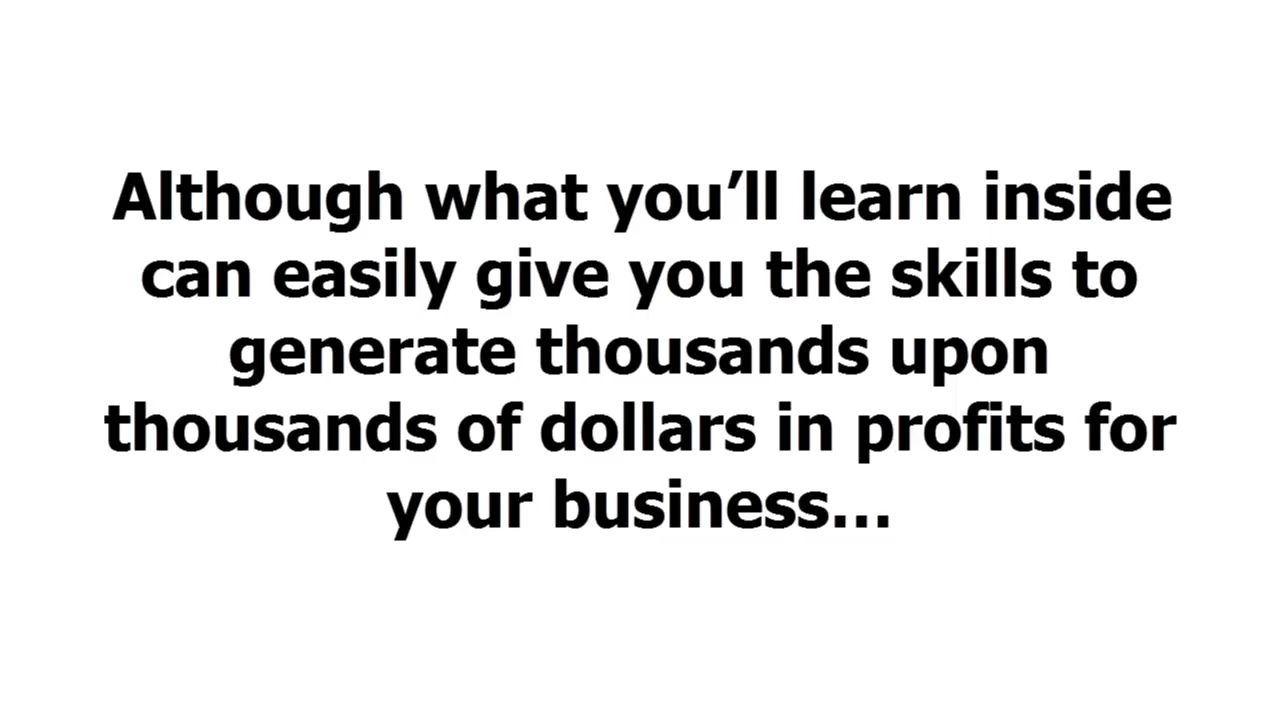 Although what you’ll learn inside
can easily give you the skills to
generate thousands upon
thousands of dollars in profits for
your business...